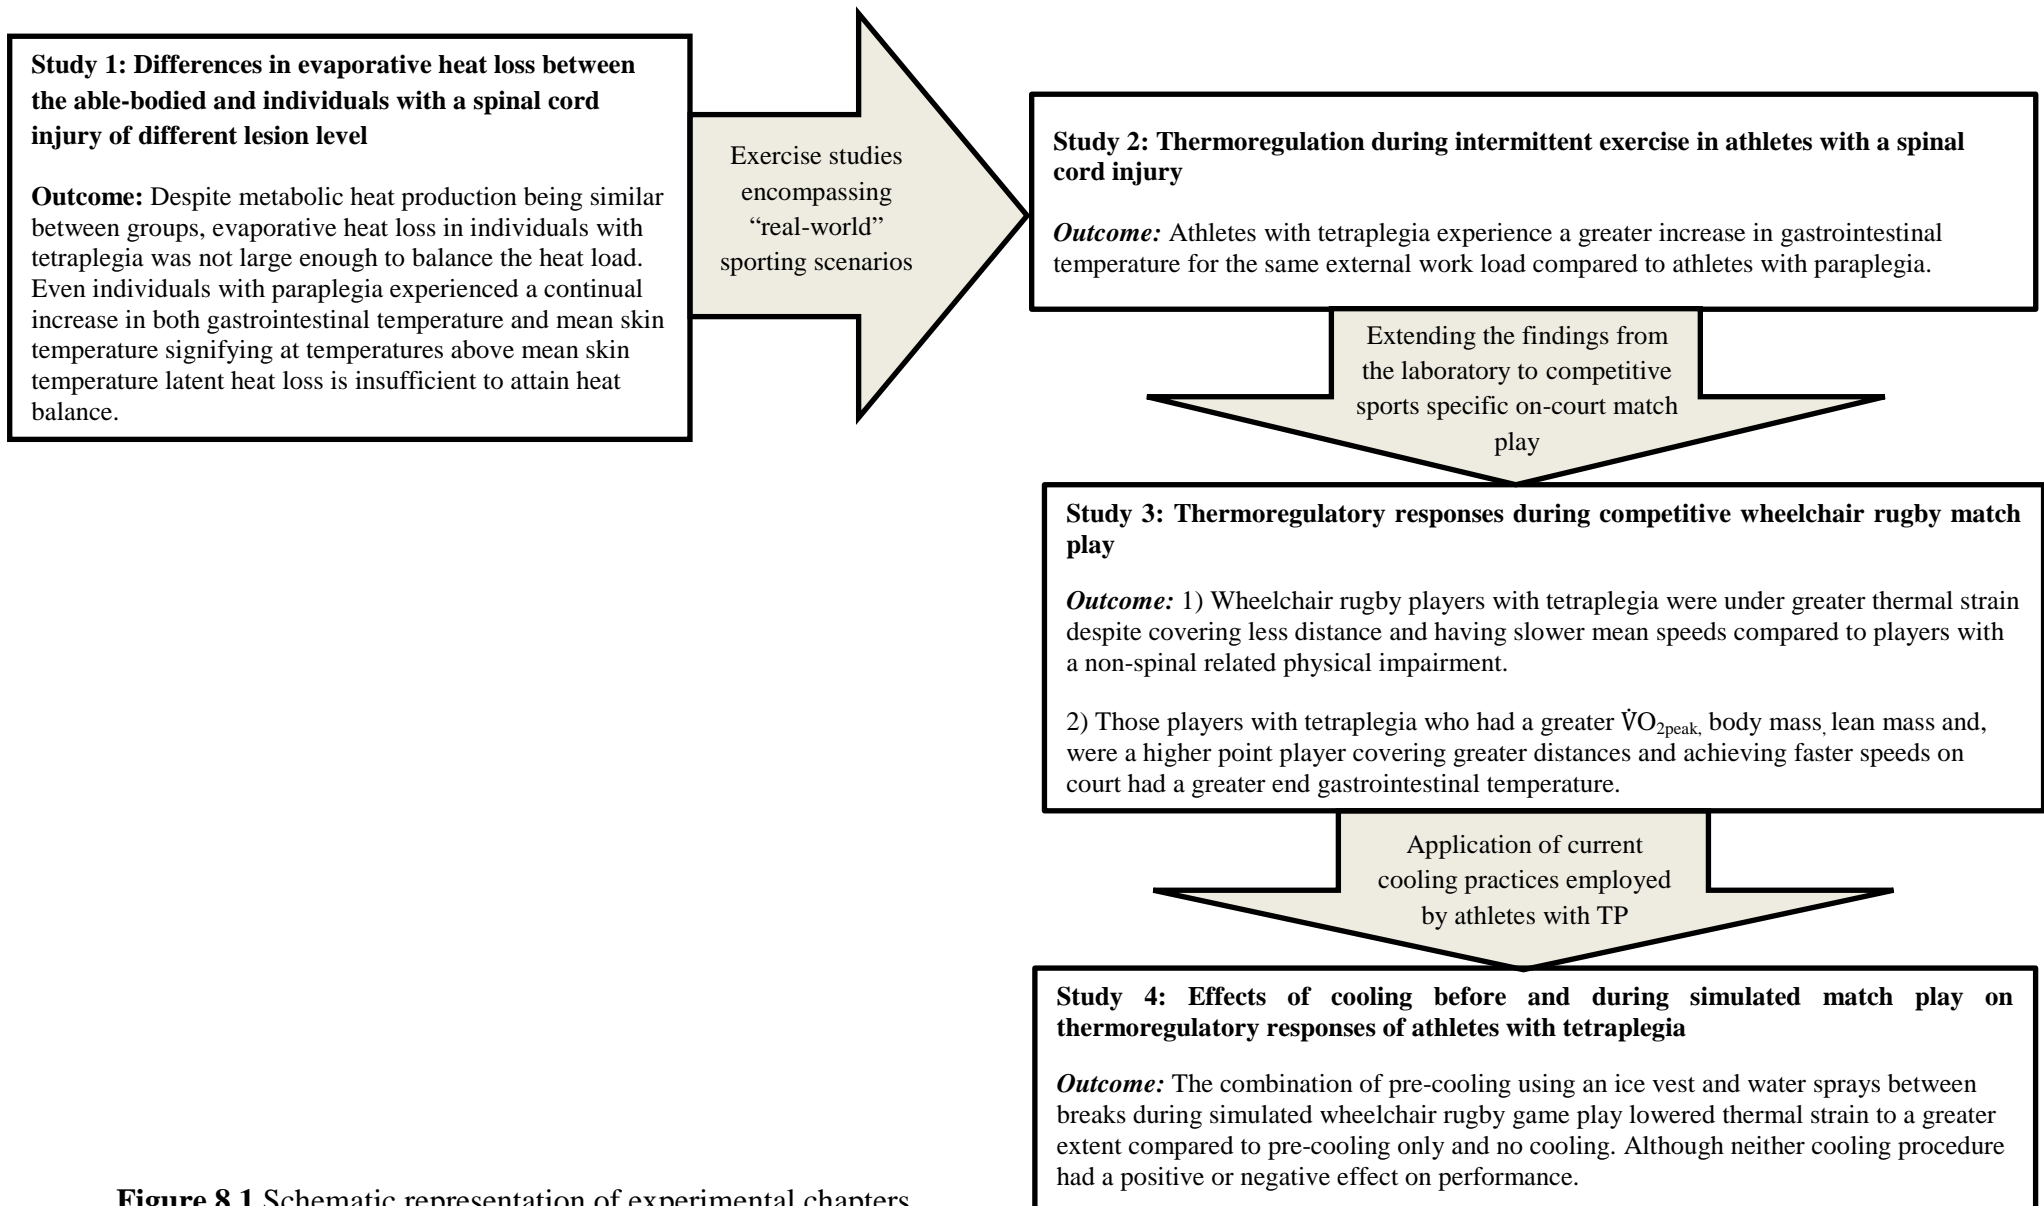 Study 1: Differences in evaporative heat loss between
the able-bodied and individuals with a spinal cord
injury of different lesion level
Outcome: Despite metabolic heat production being similar
between groups, evaporative heat loss in individuals with
tetraplegia was not large enough to balance the heat load.
Even individuals with paraplegia experienced a continual
increase in both gastrointestinal temperature and mean skin
temperature signifying at temperatures above mean skin
temperature latent heat loss is insufficient to attain heat
balance.
Exercise studies
encompassing
“real-world”
sporting scenarios
Study 2: Thermoregulation during intermittent exercise in athletes with a spinal
cord injury
Outcome: Athletes with tetraplegia experience a greater increase in gastrointestinal
temperature for the same external work load compared to athletes with paraplegia.
Extending the findings from
the laboratory to competitive
sports specific on-court match
play
Study 3: Thermoregulatory responses during competitive wheelchair rugby match
play
Outcome: 1) Wheelchair rugby players with tetraplegia were under greater thermal strain
despite covering less distance and having slower mean speeds compared to players with
a non-spinal related physical impairment.
2) Those players with tetraplegia who had a greater V̇O2peak, body mass, lean mass and,
were a higher point player covering greater distances and achieving faster speeds on
court had a greater end gastrointestinal temperature.
Application of current
cooling practices employed
by athletes with TP
Study 4: Effects of cooling before and during simulated match play on
thermoregulatory responses of athletes with tetraplegia
Outcome: The combination of pre-cooling using an ice vest and water sprays between
breaks during simulated wheelchair rugby game play lowered thermal strain to a greater
extent compared to pre-cooling only and no cooling. Although neither cooling procedure
had a positive or negative effect on performance.
Figure 8.1 Schematic representation of experimental chapters